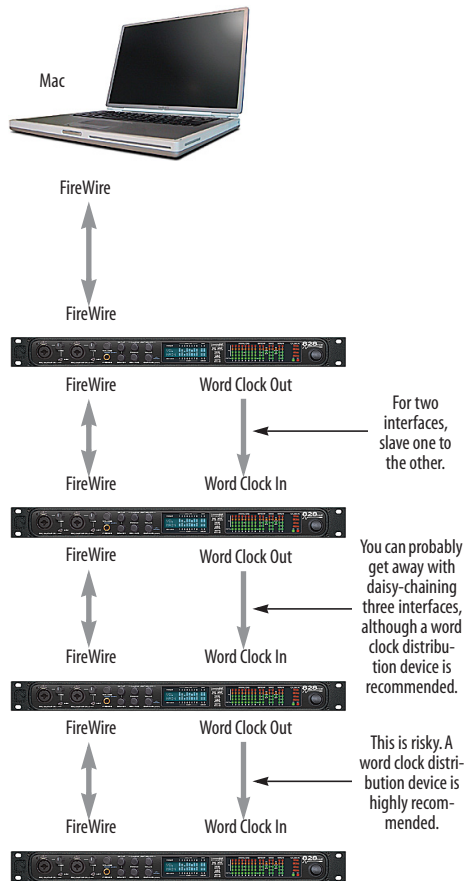 Mac
FireWire
FireWire
FireWire
Word Clock Out
For two
interfaces,
slave one to
the other.
FireWire
Word Clock In
FireWire
Word Clock Out
You can probably
get away with
daisy-chaining
three interfaces,
although a word
clock distribu-
tion device is
recommended.
FireWire
Word Clock In
FireWire
Word Clock Out
This is risky. A
word clock distri-
bution device is
highly recom-
mended.
FireWire
Word Clock In